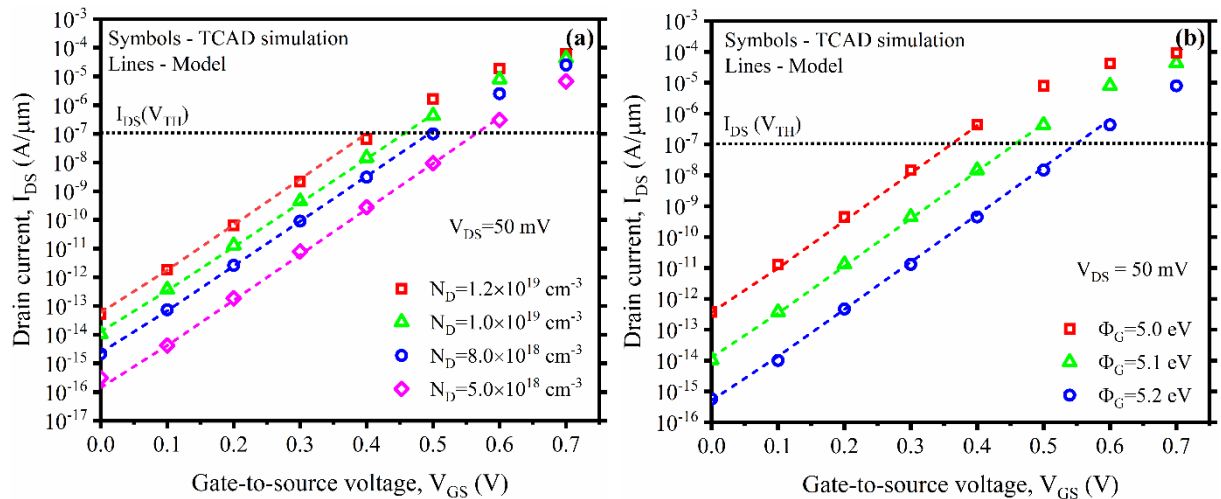 Symbols - TCAD simulation
Lines - Model
(a)
I_DS(V_TH)
V_DS=50 mV
N_D=1.2×10^19 cm^-3
N_D=1.0×10^19 cm^-3
N_D=8.0×10^18 cm^-3
N_D=5.0×10^18 cm^-3
Drain current, I_DS (A/μm)
10^-3
10^-4
10^-5
10^-6
10^-7
10^-8
10^-9
10^-10
10^-11
10^-12
10^-13
10^-14
10^-15
10^-16
10^-17
0.0 0.1 0.2 0.3 0.4 0.5 0.6 0.7
Gate-to-source voltage, V_GS (V)
Symbols - TCAD simulation
Lines - Model
(b)
I_DS (V_TH)
V_DS = 50 mV
Φ_G=5.0 eV
Φ_G=5.1 eV
Φ_G=5.2 eV
Drain current, I_DS (A/μm)
10^-3
10^-4
10^-5
10^-6
10^-7
10^-8
10^-9
10^-10
10^-11
10^-12
10^-13
10^-14
10^-15
10^-16
0.0 0.1 0.2 0.3 0.4 0.5 0.6 0.7
Gate-to-source voltage, V_GS (V)